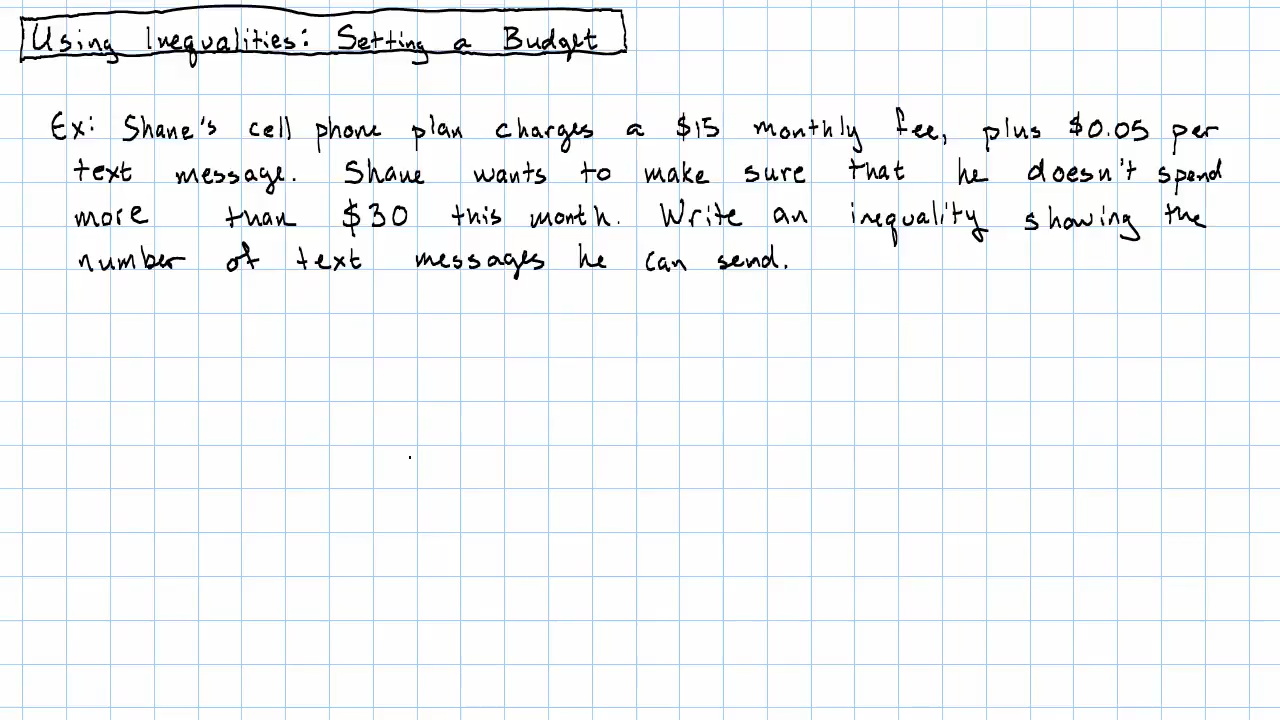 Using Inequalities: Setting a Budget
Ex: Shane's cell phone plan charges a $15 monthly fee, plus $0.05 per
text message. Shane wants to make sure that he doesn't spend
more than $30 this month. Write an inequality showing the
number of text messages he can send.